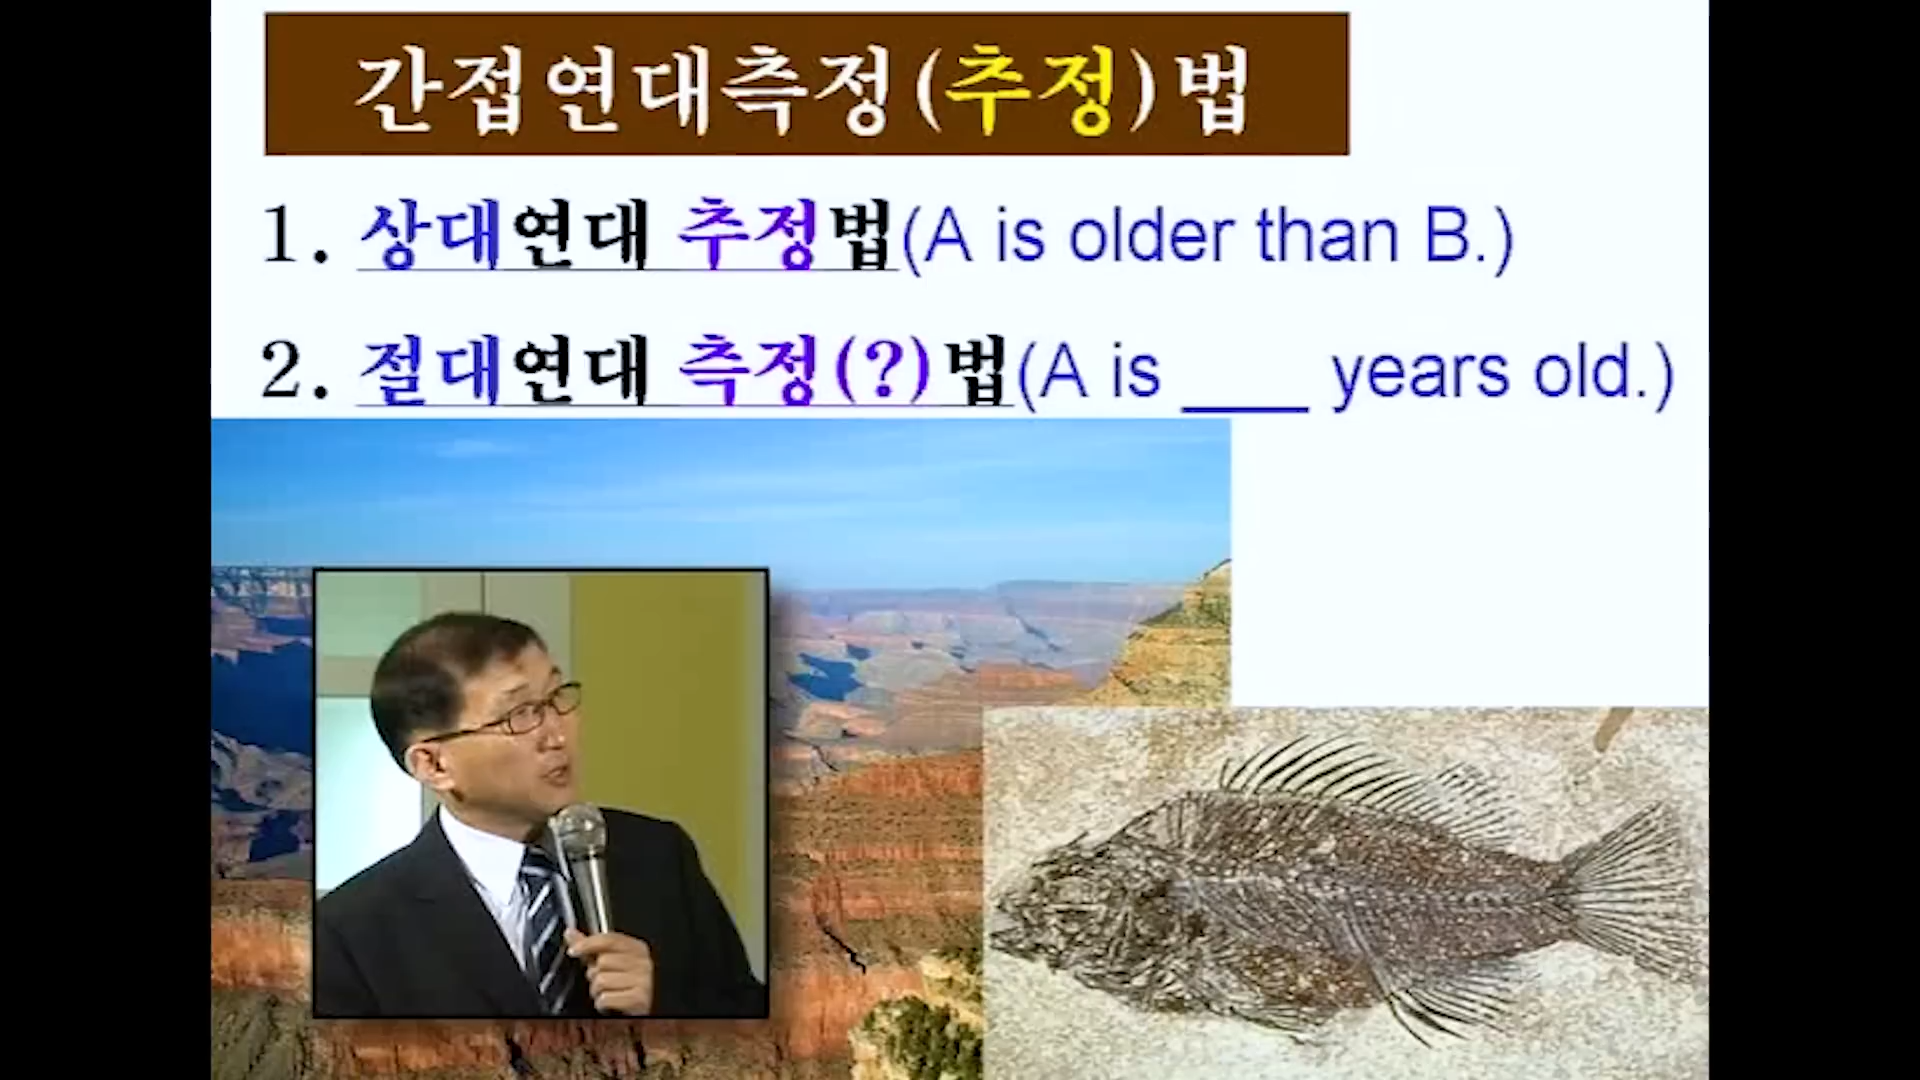 간접연대측정(추정)법
1. 상대연대 추정법(A is older than B.)
2. 절대연대 측정(?)법(A is ___ years old.)